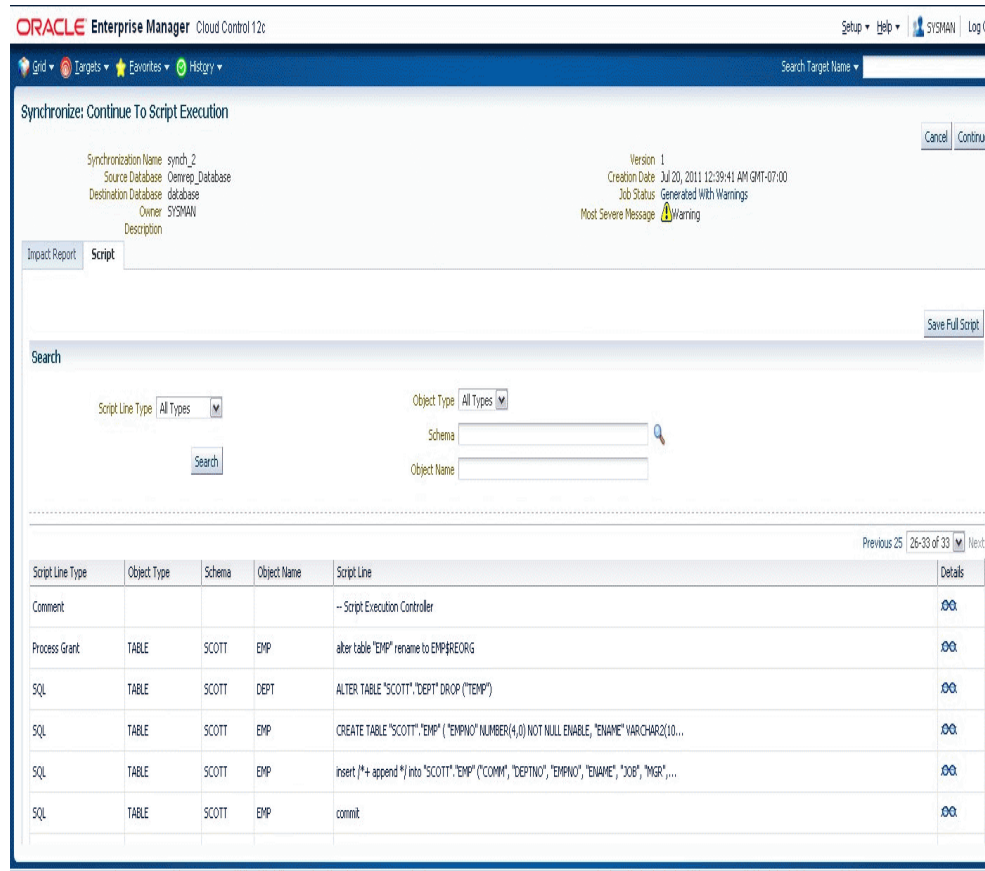 ORACLE Enterprise Manager Cloud Control 12c
Setup Help SYSMAN Log
Grid Targets Favorites History Search Target Name
Synchronize: Continue To Script Execution
Cancel Continu
Synchronization Name synch_2
Source Database Oemrep_Database
Destination Database database
Owner SYSMAN
Description
Version 1
Creation Date Jul 20, 2011 12:39:41 AM GMT-07:00
Job Status Generated With Warnings
Most Severe Message Warning
Impact Report Script
Save Full Script
Search
Script Line Type All Types
Search
Object Type All Types
Schema
Object Name
Previous 25 26-33 of 33 Next
Script Line Type Object Type Schema Object Name Script Line Details
Comment -- Script Execution Controller
Process Grant TABLE SCOTT EMP alter table "EMP" rename to EMP$REORG
SQL TABLE SCOTT DEPT ALTER TABLE "SCOTT"."DEPT" DROP ("TEMP")
SQL TABLE SCOTT EMP CREATE TABLE "SCOTT"."EMP" ( "EMPNO" NUMBER(4,0) NOT NULL ENABLE, "ENAME" VARCHAR2(10...
SQL TABLE SCOTT EMP insert /*+ append */ into "SCOTT"."EMP" ("COMM", "DEPTNO", "EMPNO", "ENAME", "JOB", "MGR",...
SQL TABLE SCOTT EMP commit